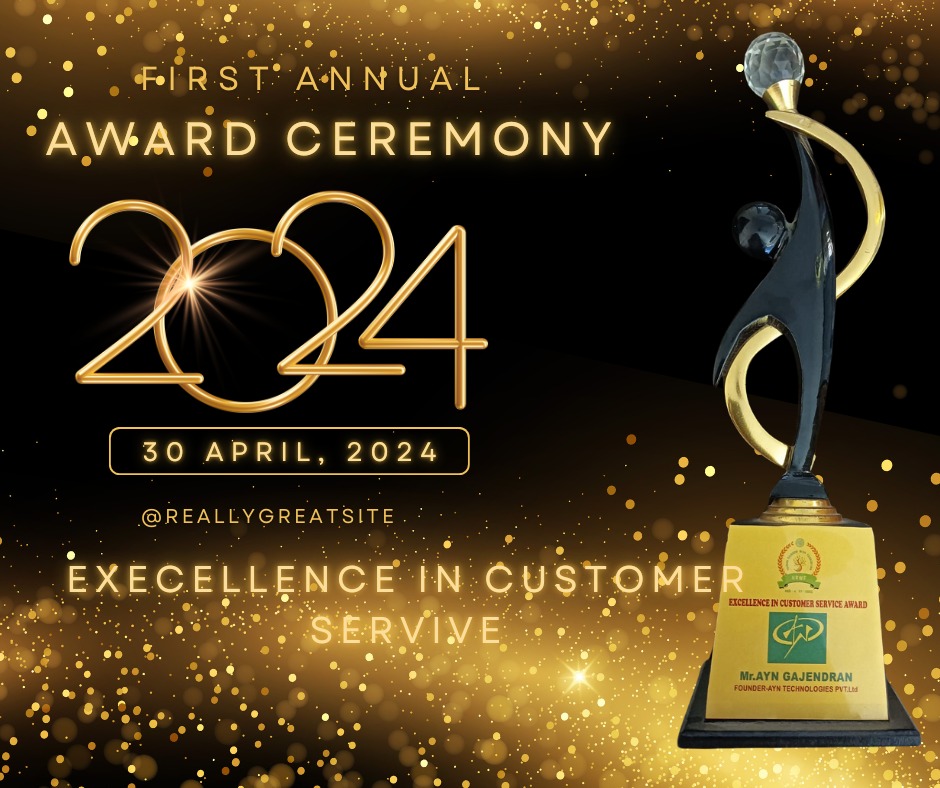 FIRST ANNUAL
AWARD CEREMONY
2024
30 APRIL, 2024
@REALLYGREATSITE
EXECELLENCE IN CUSTOMER
SERVIVE
EXCELLENCE IN CUSTOMER SERVICE AWARD
Mr.AYN GAJENDRAN
FOUNDER-AYN TECHNOLOGIES PVT.Ltd